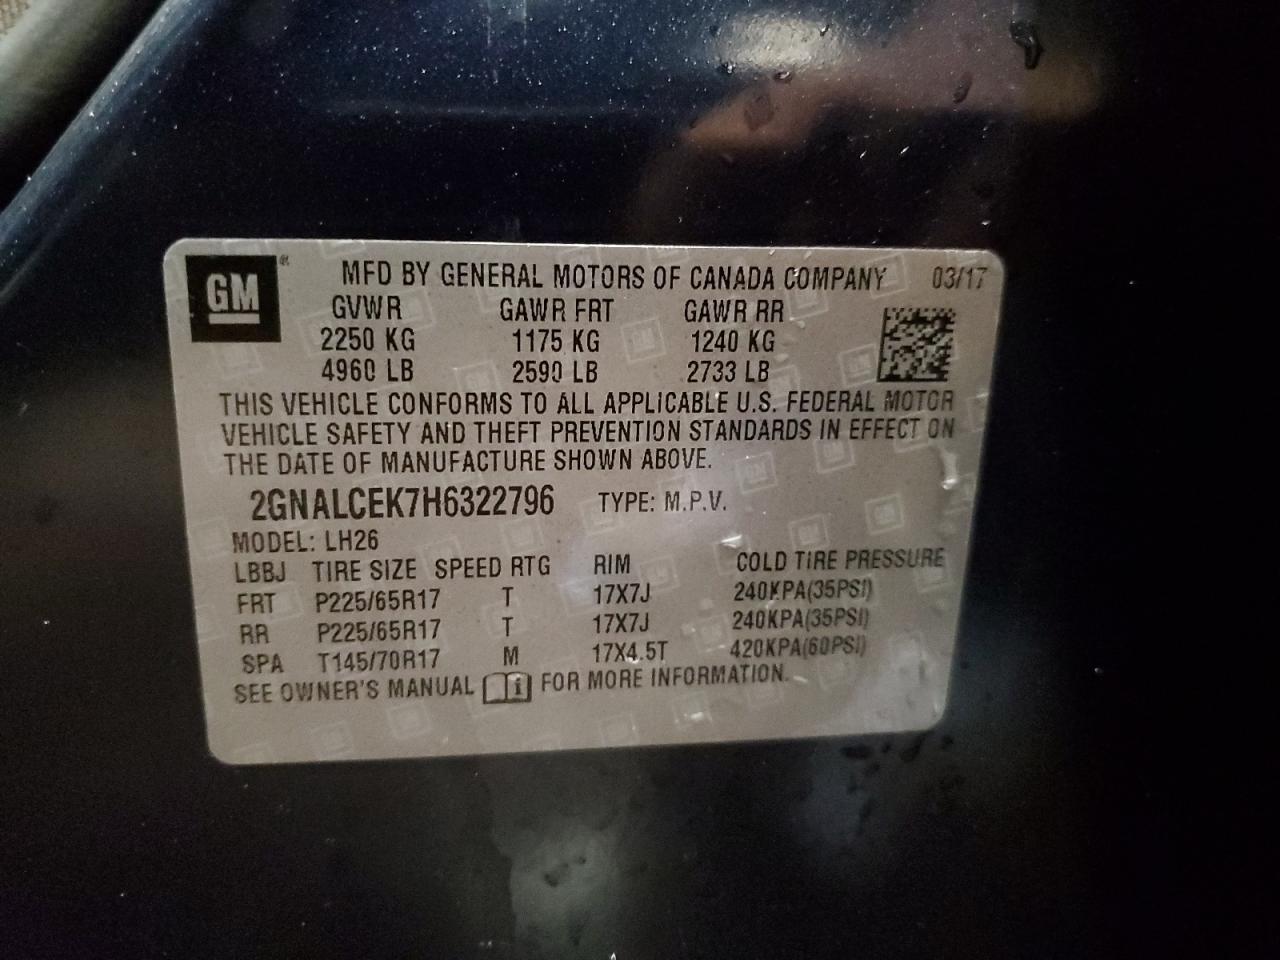 GM® MFD BY GENERAL MOTORS OF CANADA COMPANY 03/17
GVWR GAWR FRT GAWR RR
2250 KG 1175 KG 1240 KG
4960 LB 2590 LB 2733 LB
THIS VEHICLE CONFORMS TO ALL APPLICABLE U.S. FEDERAL MOTOR
VEHICLE SAFETY AND THEFT PREVENTION STANDARDS IN EFFECT ON
THE DATE OF MANUFACTURE SHOWN ABOVE.
2GNALCEK7H6322796 TYPE: M.P.V.
MODEL: LH26
LBBJ TIRE SIZE SPEED RTG RIM COLD TIRE PRESSURE
FRT P225/65R17 T 17X7J 240KPA(35PSI)
RR P225/65R17 T 17X7J 240KPA(35PSI)
SPA T145/70R17 M 17X4.5T 420KPA(60PSI)
SEE OWNER'S MANUAL i FOR MORE INFORMATION.